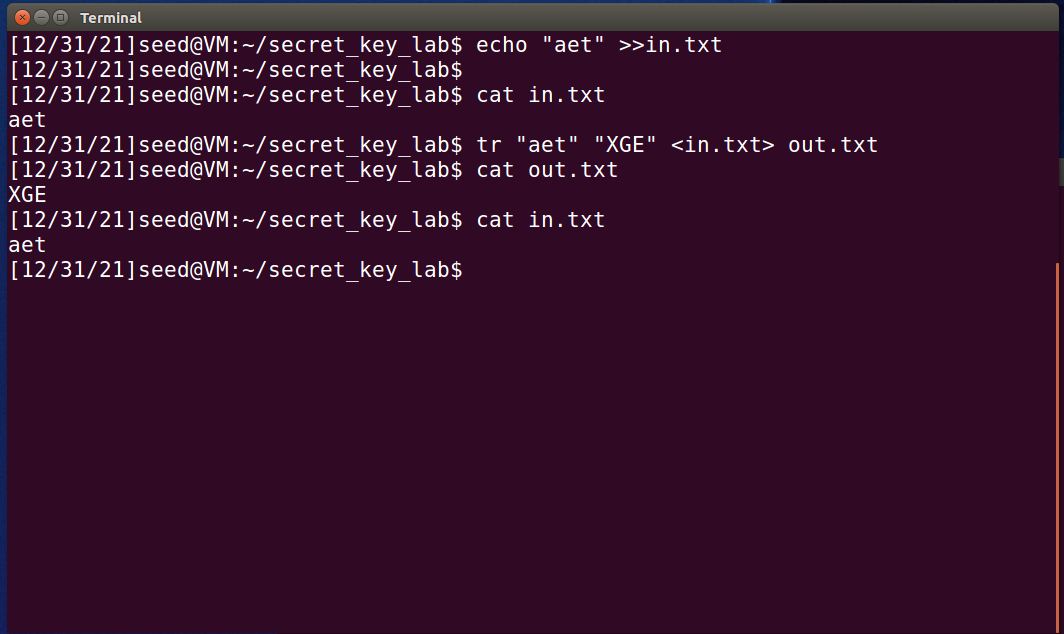 Terminal
[12/31/21]seed@VM:~/secret_key_lab$ echo "aet" >>in.txt
[12/31/21]seed@VM:~/secret_key_lab$
[12/31/21]seed@VM:~/secret_key_lab$ cat in.txt
aet
[12/31/21]seed@VM:~/secret_key_lab$ tr "aet" "XGE" <in.txt> out.txt
[12/31/21]seed@VM:~/secret_key_lab$ cat out.txt
XGE
[12/31/21]seed@VM:~/secret_key_lab$ cat in.txt
aet
[12/31/21]seed@VM:~/secret_key_lab$